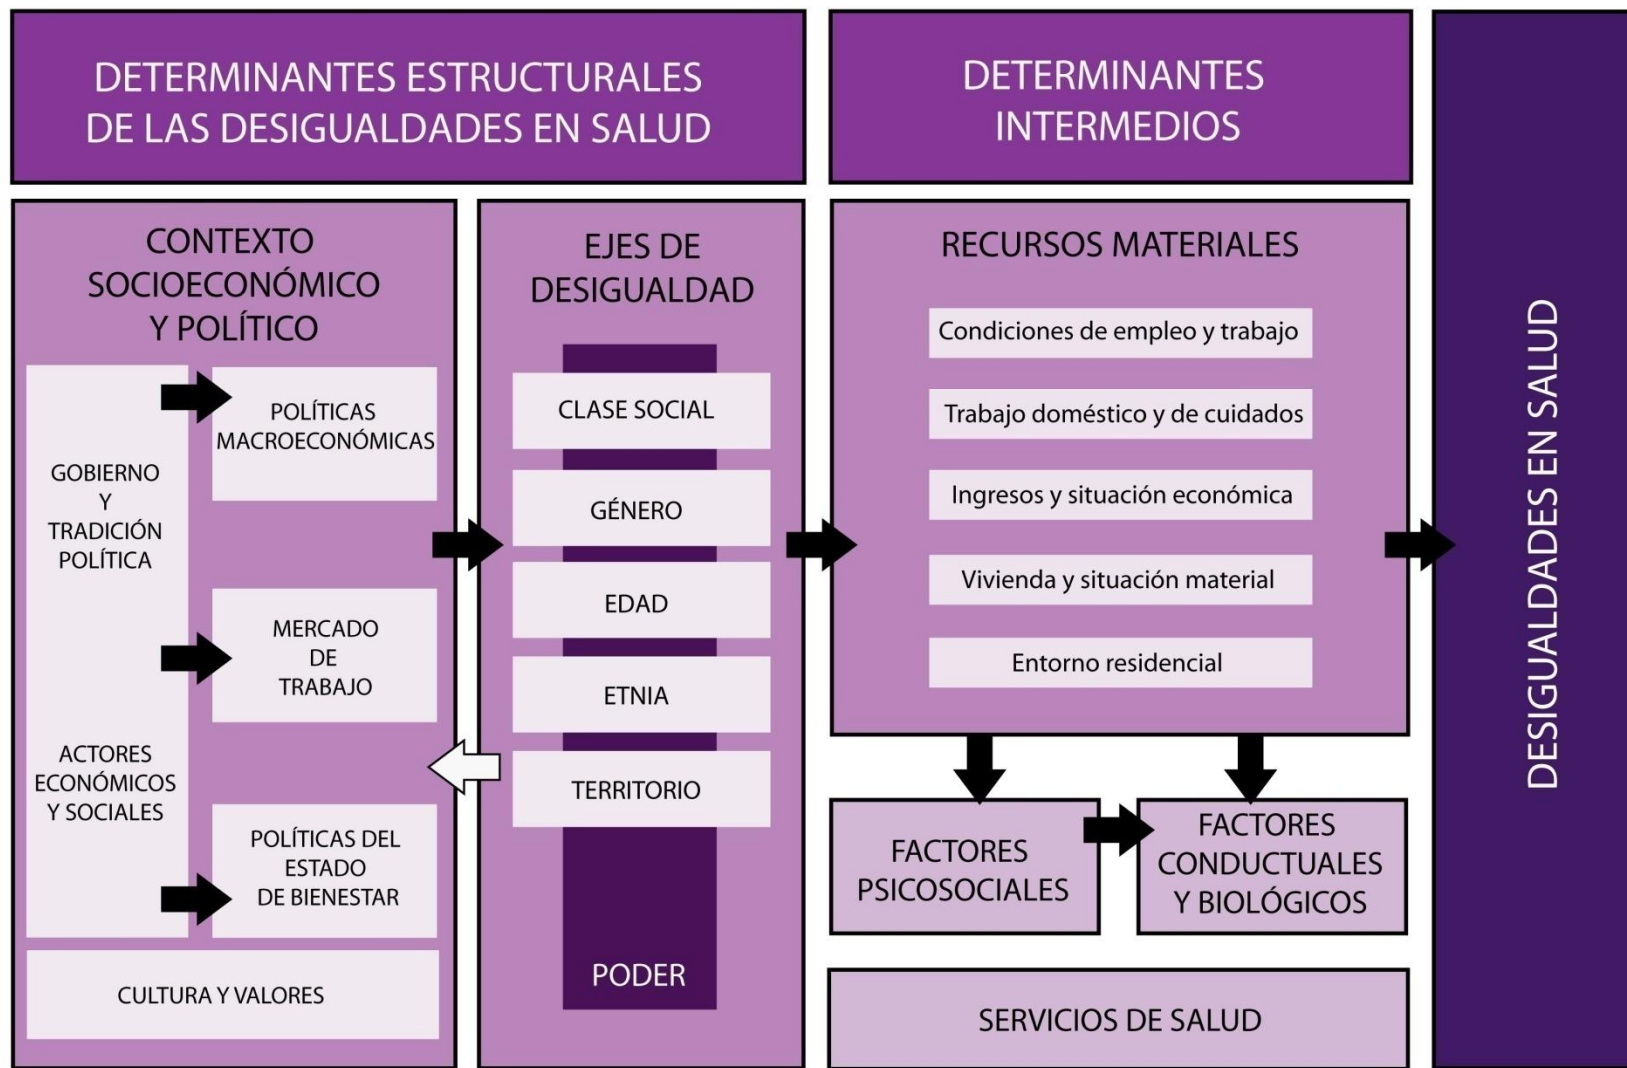 DETERMINANTES ESTRUCTURALES
DE LAS DESIGUALDADES EN SALUD
DETERMINANTES
INTERMEDIOS
DESIGUALDADES EN SALUD
CONTEXTO
SOCIOECONÓMICO
Y POLÍTICO
GOBIERNO
Y
TRADICIÓN
POLÍTICA
ACTORES
ECONÓMICOS
Y SOCIALES
POLÍTICAS
MACROECONÓMICAS
MERCADO
DE
TRABAJO
POLÍTICAS DEL
ESTADO
DE BIENESTAR
CULTURA Y VALORES
EJES DE
DESIGUALDAD
CLASE SOCIAL
GÉNERO
EDAD
ETNIA
TERRITORIO
PODER
RECURSOS MATERIALES
Condiciones de empleo y trabajo
Trabajo doméstico y de cuidados
Ingresos y situación económica
Vivienda y situación material
Entorno residencial
FACTORES
PSICOSOCIALES
FACTORES
CONDUCTUALES
Y BIOLÓGICOS
SERVICIOS DE SALUD